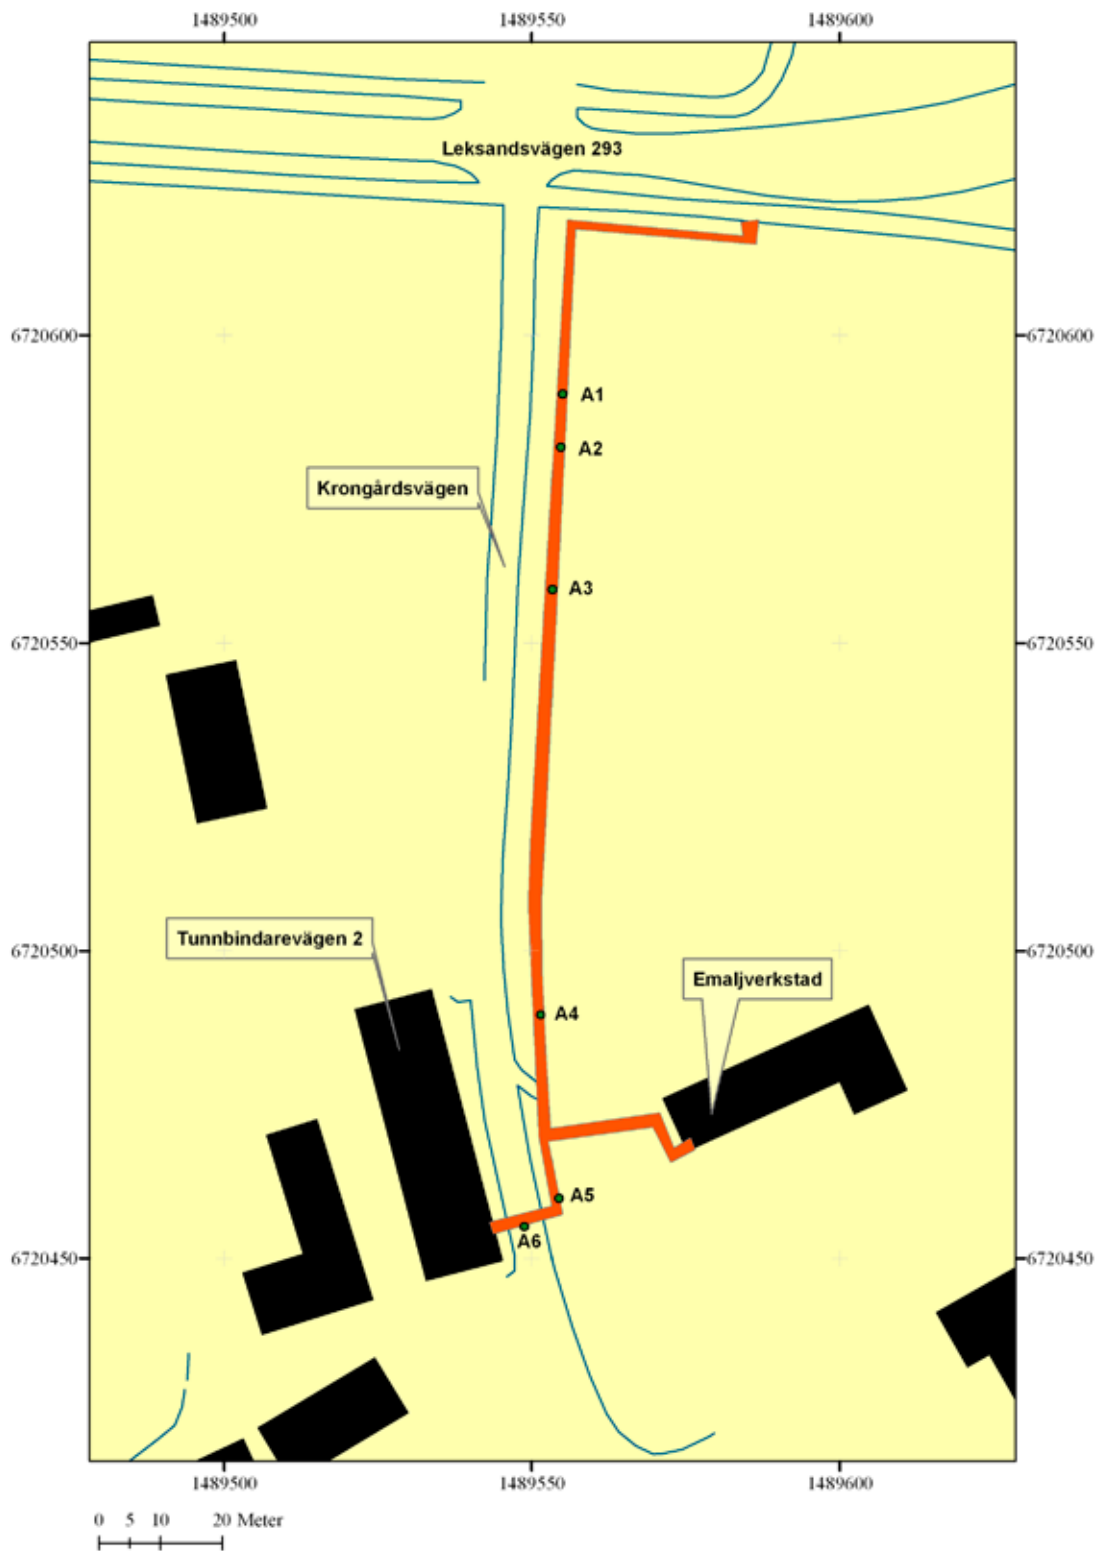 1489500 1489550 1489600
Leksandsvägen 293
6720600 6720600
A1
A2
Krongårdsvägen
A3
6720550 6720550
Tunnbindarevägen 2
6720500 6720500
Emaljverkstad
A4
A5
A6
6720450 6720450
1489500 1489550 1489600
0 5 10 20 Meter